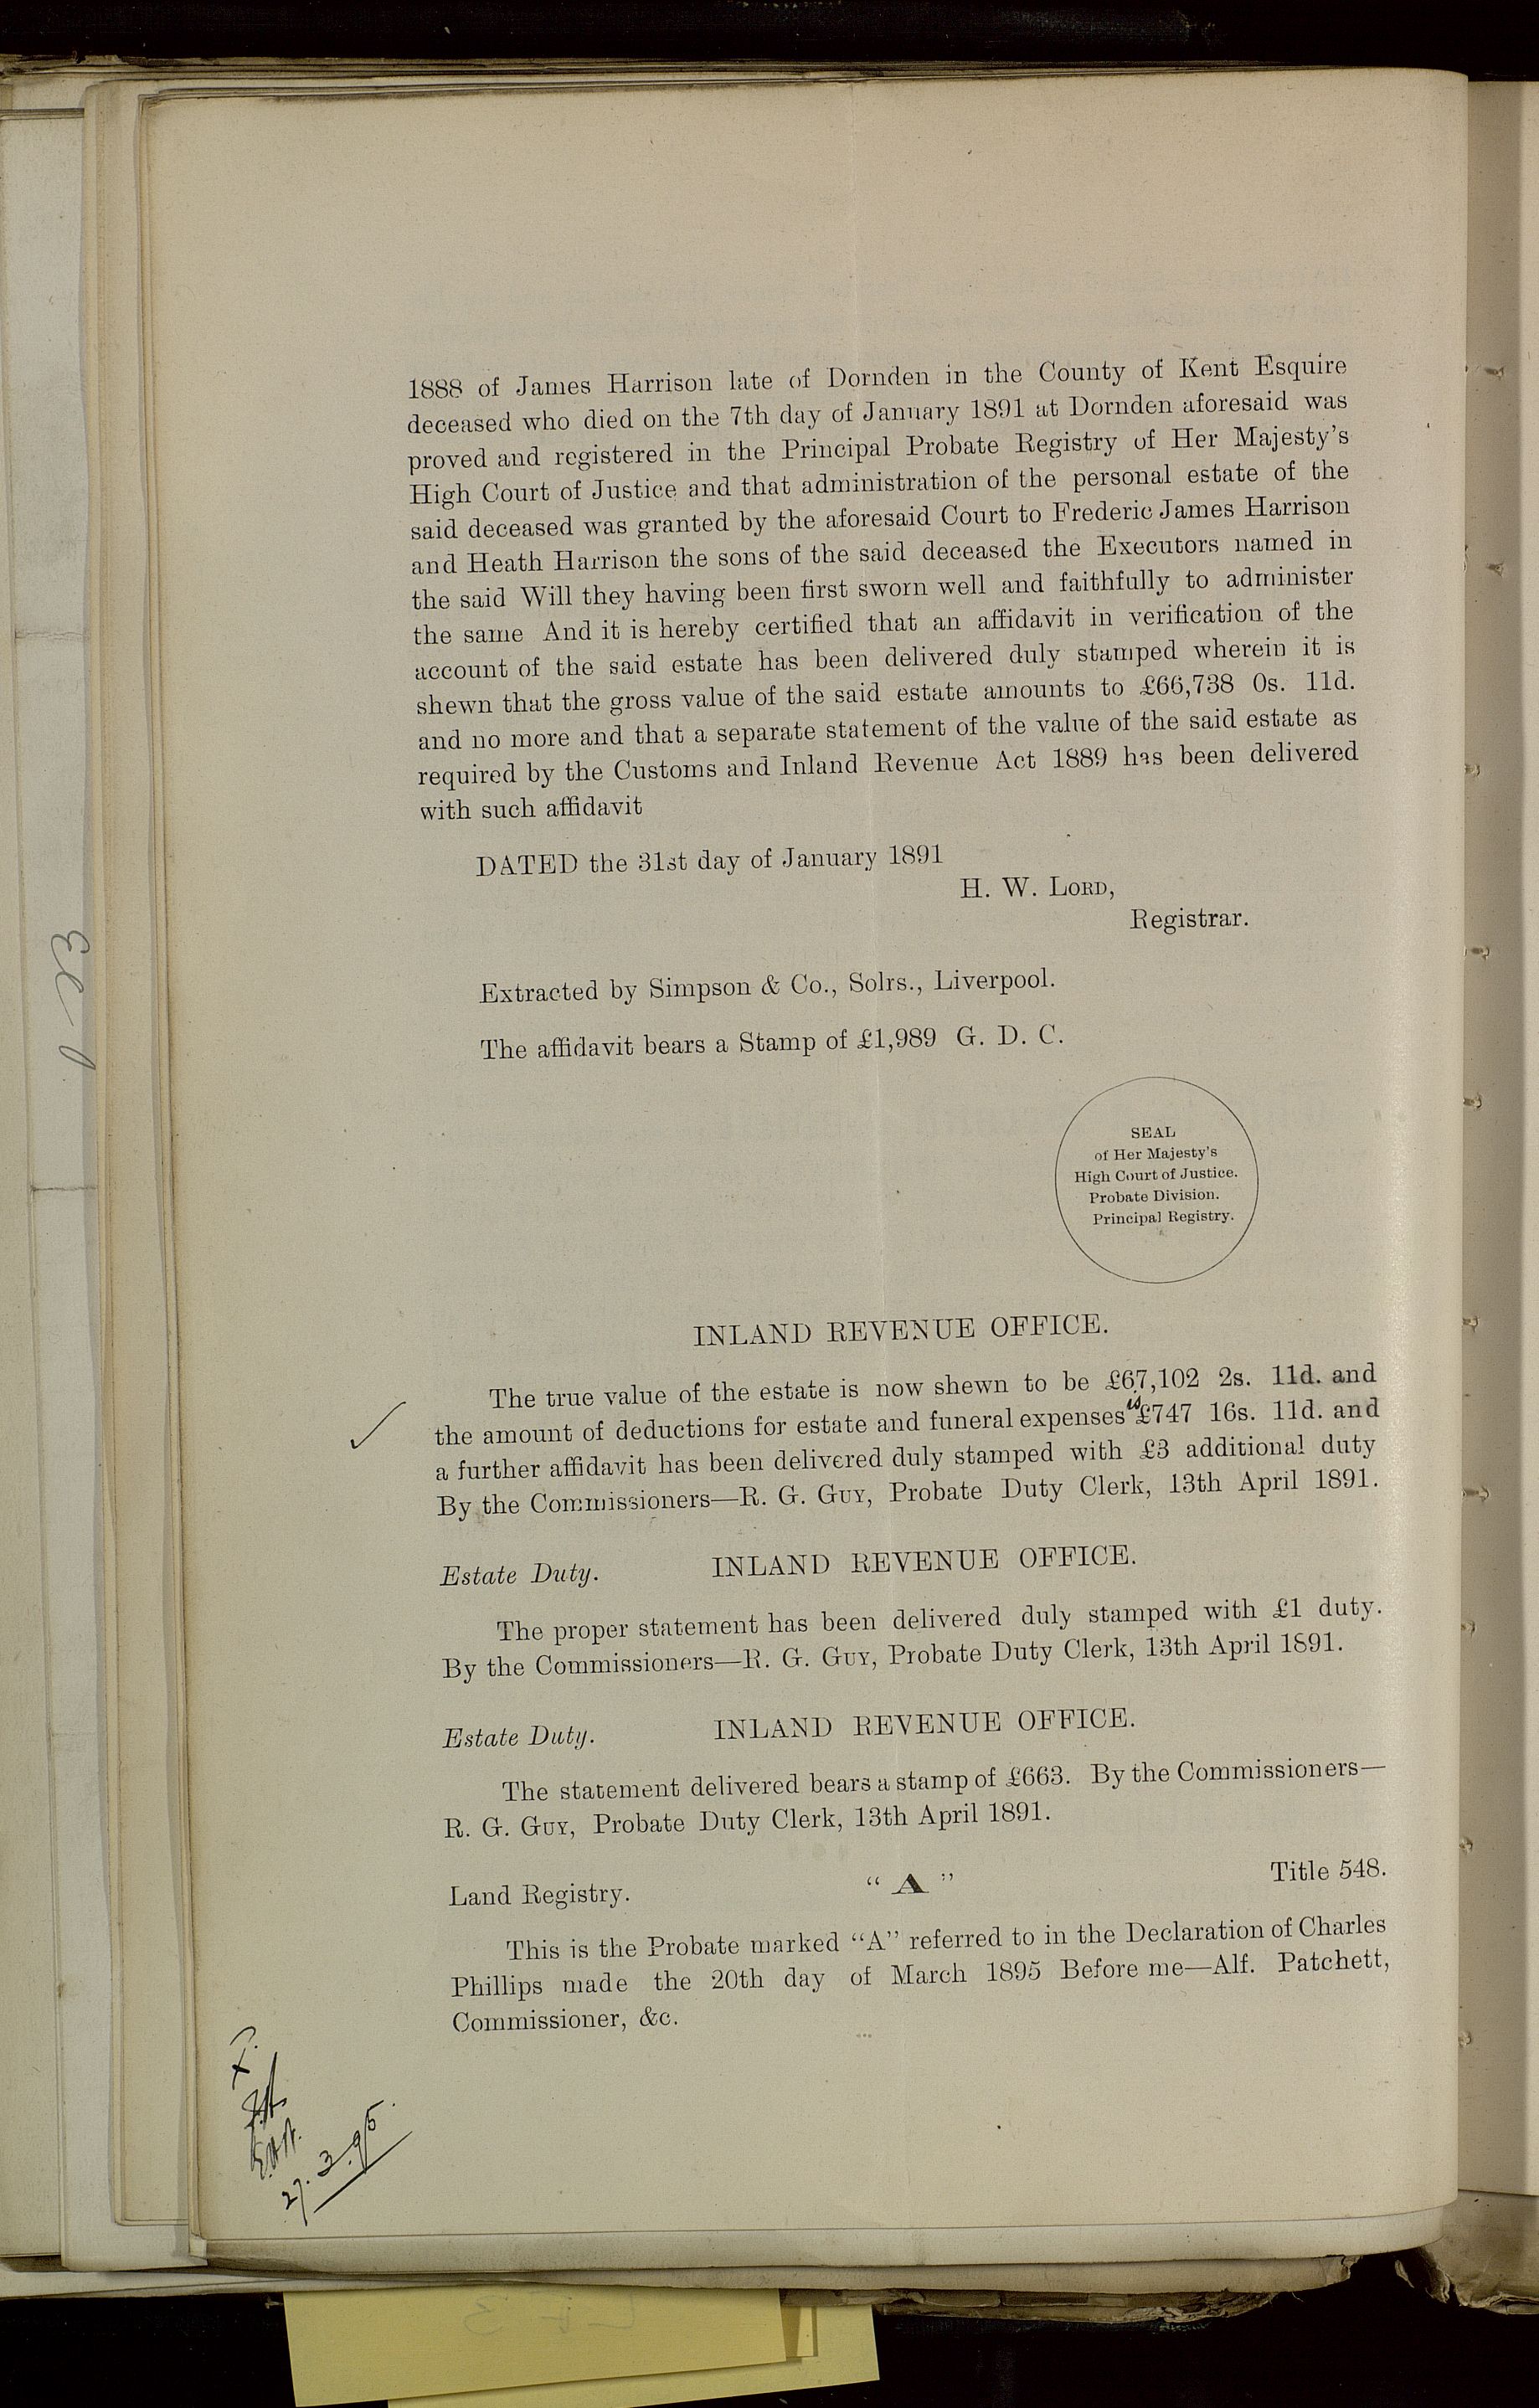 1888 of James Harrison late of Dornden in the County of Kent Esquire
deceased who died on the 7th day of January 1891 at Dornden aforesaid was
proved and registered in the Principal Probate Registry of Her Majesty's
High Court of Justice and that administration of the personal estate of the
said deceased was granted by the aforesaid Court to Frederic James Harrison
and Heath Harrison the sons of the said deceased the Executors named in
the said Will they having been first sworn well and faithfully to administer
the same And it is hereby certified that an affidavit in verification of the
account of the said estate has been delivered duly stamped wherein it is
shewn that the gross value of the said estate amounts to £66,738 0s. 11d.
and no more and that a separate statement of the value of the said estate as
required by the Customs and Inland Revenue Act 1889 has been delivered
with such affidavit
DATED the 31st day of January 1891
H. W. LORD,
Registrar.
Extracted by Simpson & Co., Solrs., Liverpool.
The affidavit bears a Stamp of £1,989 G. D. C.
SEAL
of Her Majesty's
High Court of Justice.
Probate Division.
Principal Registry.
INLAND REVENUE OFFICE.
The true value of the estate is now shewn to be £67,102 2s. 11d. and
the amount of deductions for estate and funeral expenses is £747 16s. 11d. and
a further affidavit has been delivered duly stamped with £3 additional duty
By the Commissioners—R. G. GUY, Probate Duty Clerk, 13th April 1891.
Estate Duty. INLAND REVENUE OFFICE.
The proper statement has been delivered duly stamped with £1 duty.
By the Commissioners—R. G. GUY, Probate Duty Clerk, 13th April 1891.
Estate Duty. INLAND REVENUE OFFICE.
The statement delivered bears a stamp of £663. By the Commissioners—
R. G. GUY, Probate Duty Clerk, 13th April 1891.
Land Registry. "A" Title 548.
This is the Probate marked "A" referred to in the Declaration of Charles
Phillips made the 20th day of March 1895 Before me—Alf. Patchett,
Commissioner, &c.
27.3.95.